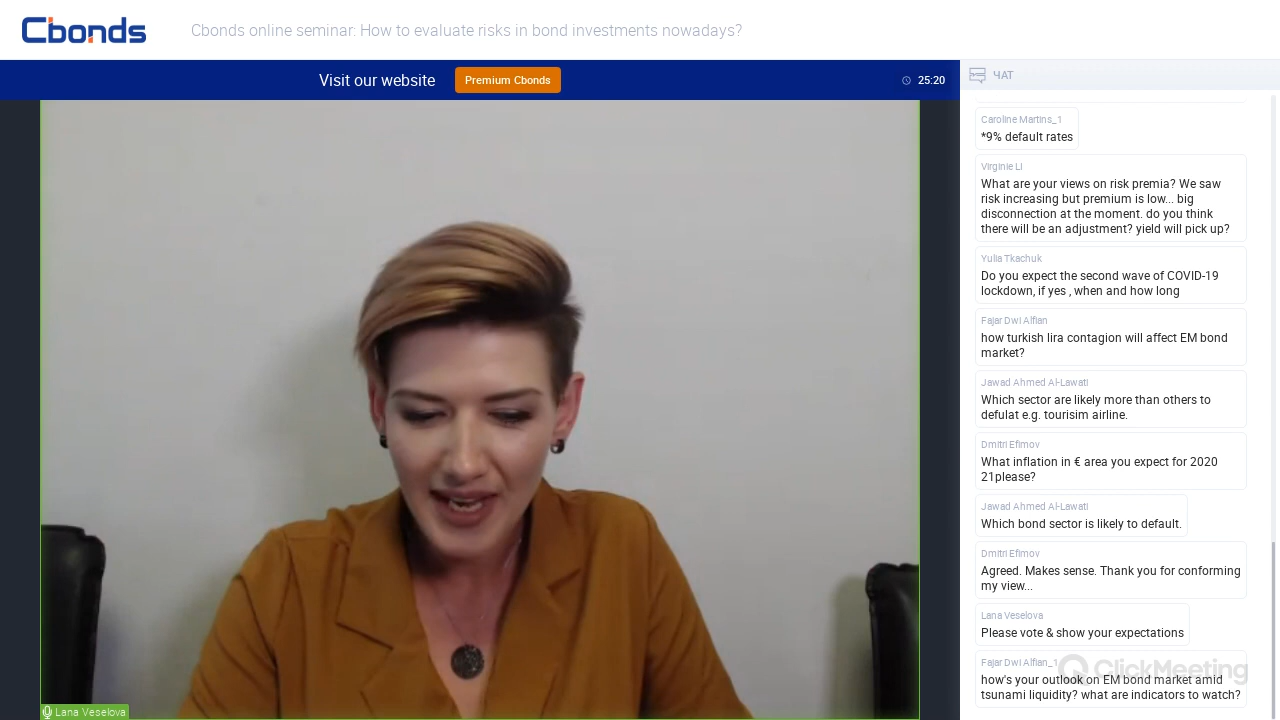 Cbonds
Cbonds online seminar: How to evaluate risks in bond investments nowadays?
Visit our website
Premium Cbonds
25:20
ЧАТ
Caroline Martins_1
*9% default rates
Virginie Li
What are your views on risk premia? We saw
risk increasing but premium is low... big
disconnection at the moment. do you think
there will be an adjustment? yield will pick up?
Yulia Tkachuk
Do you expect the second wave of COVID-19
lockdown, if yes , when and how long
Fajar Dwi Alfian
how turkish lira contagion will affect EM bond
market?
Jawad Ahmed Al-Lawati
Which sector are likely more than others to
defulat e.g. tourisim airline.
Dmitri Efimov
What inflation in € area you expect for 2020
21please?
Jawad Ahmed Al-Lawati
Which bond sector is likely to default.
Dmitri Efimov
Agreed. Makes sense. Thank you for conforming
my view...
Lana Veselova
Please vote & show your expectations
Fajar Dwi Alfian_1
how's your outlook on EM bond market amid
tsunami liquidity? what are indicators to watch?
ClickMeeting
Lana Veselova